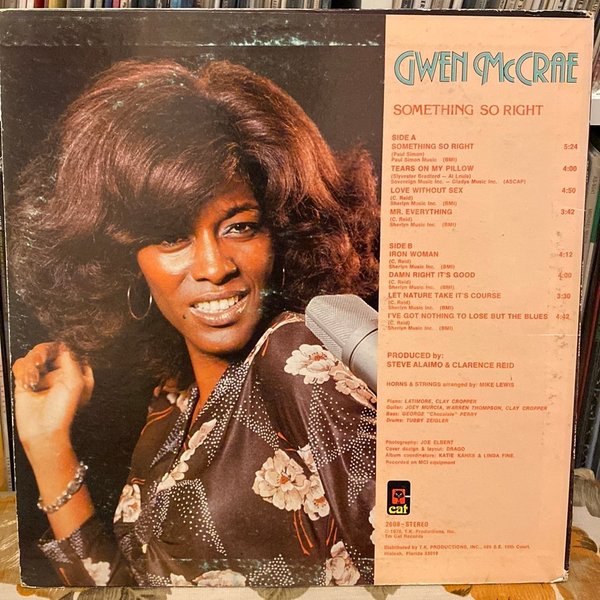 GWEN McCRAE
SOMETHING SO RIGHT
SIDE A
SOMETHING SO RIGHT 5:24
(Paul Simon)
Paul Simon Music (BMI)
TEARS ON MY PILLOW 4:00
(Slyvester Bradford — Al Lewis)
Sovereign Music Inc. — Gladys Music Inc. (ASCAP)
LOVE WITHOUT SEX 4:50
(C. Reid)
Sherlyn Music Inc. (BMI)
MR. EVERYTHING 3:42
(C. Reid)
Sherlyn Music Inc. (BMI)
SIDE B
IRON WOMAN 4:12
(C. Reid)
Sherlyn Music Inc. (BMI)
DAMN RIGHT IT'S GOOD 4:00
(C. Reid)
Sherlyn Music Inc. (BMI)
LET NATURE TAKE IT'S COURSE 3:30
(C. Reid)
Sherlyn Music Inc. (BMI)
I'VE GOT NOTHING TO LOSE BUT THE BLUES 4:42
(C. Reid)
Sherlyn Music Inc. (BMI)
PRODUCED by:
STEVE ALAIMO & CLARENCE REID
HORNS & STRINGS arranged by: MIKE LEWIS
Piano: LATIMORE, CLAY CROPPER
Guitar: JOEY MURCIA, WARREN THOMPSON, CLAY CROPPER
Bass: GEORGE "Chocolate" PERRY
Drums: TUBBY ZEIGLER
Photography: JOE ELBERT
Cover design & layout: DRAGO
Album coordinators: KATIE KAHRS & LINDA FINE
Recorded on MCI equipment
cat
2608—STEREO
© 1976, T.K. Productions, Inc.
Tm Cat Records
Distributed by T.K. PRODUCTIONS, INC., 495 S.E. 10th Court,
Hialeah, Florida 33010